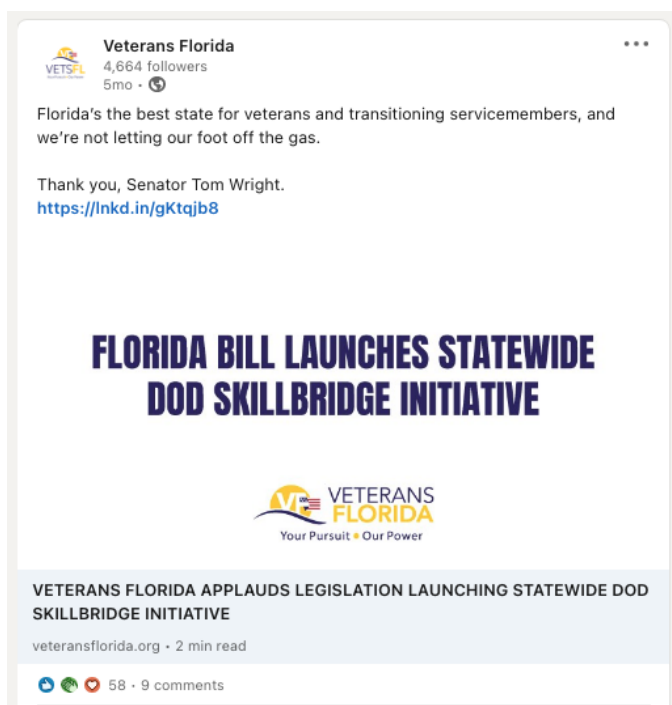 Veterans Florida
4,664 followers
5mo •
Florida's the best state for veterans and transitioning servicemembers, and
we're not letting our foot off the gas.
Thank you, Senator Tom Wright.
https://lnkd.in/gKtqjb8
FLORIDA BILL LAUNCHES STATEWIDE
DOD SKILLBRIDGE INITIATIVE
VETERANS
FLORIDA
Your Pursuit • Our Power
VETERANS FLORIDA APPLAUDS LEGISLATION LAUNCHING STATEWIDE DOD
SKILLBRIDGE INITIATIVE
veteransflorida.org • 2 min read
58 · 9 comments